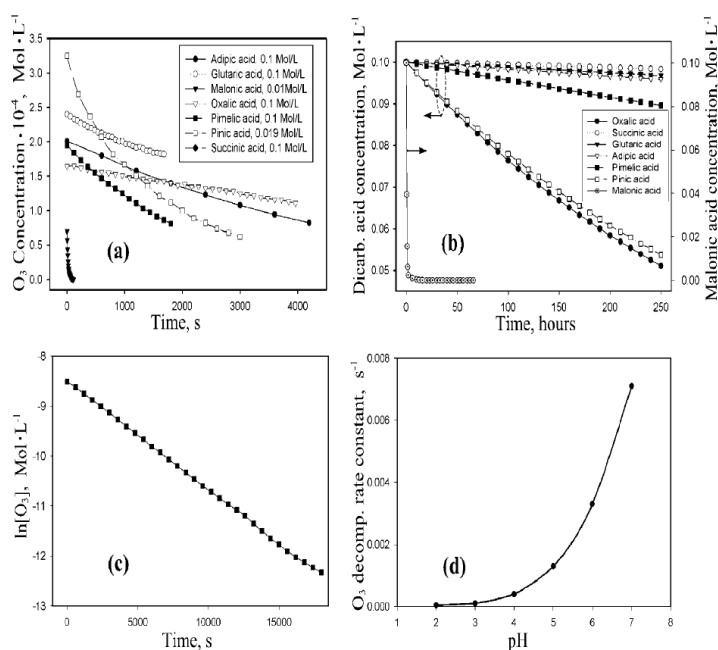 O₃ Concentration·10⁻⁴, Mol·L⁻¹
3.5
3.0
2.5
2.0
1.5
1.0
0.5
0.0
Adipic acid, 0.1 Mol/L
Glutaric acid, 0.1 Mol/L
Malonic acid, 0.01Mol/L
Oxalic acid, 0.1 Mol/L
Pimelic acid, 0.1 Mol/L
Pinic acid, 0.019 Mol/L
Succinic acid, 0.1 Mol/L
(a)
0 1000 2000 3000 4000
Time, s
Dicarb. acid concentration, Mol·L⁻¹
0.10
0.09
0.08
0.07
0.06
0.05
Oxalic acid
Succinic acid
Glutaric acid
Adipic acid
Pimelic acid
Pinic acid
Malonic acid
(b)
0.10
0.08
0.06
0.04
0.02
0.00
Malonic acid concentration, Mol·L⁻¹
0 50 100 150 200 250
Time, hours
ln[O₃], Mol·L⁻¹
-8
-9
-10
-11
-12
-13
(c)
0 5000 10000 15000
Time, s
O₃ decomp. rate constant, s⁻¹
0.008
0.006
0.004
0.002
0.000
(d)
1 2 3 4 5 6 7 8
pH